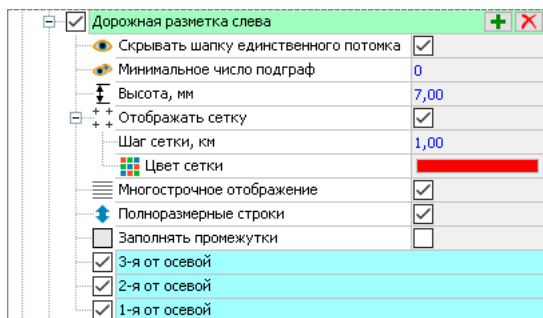 Дорожная разметка слева
Скрывать шапку единственного потомка
Минимальное число подграф 0
Высота, мм 7,00
Отображать сетку
Шаг сетки, км 1,00
Цвет сетки
Многострочное отображение
Полноразмерные строки
Заполнять промежутки
3-я от осевой
2-я от осевой
1-я от осевой